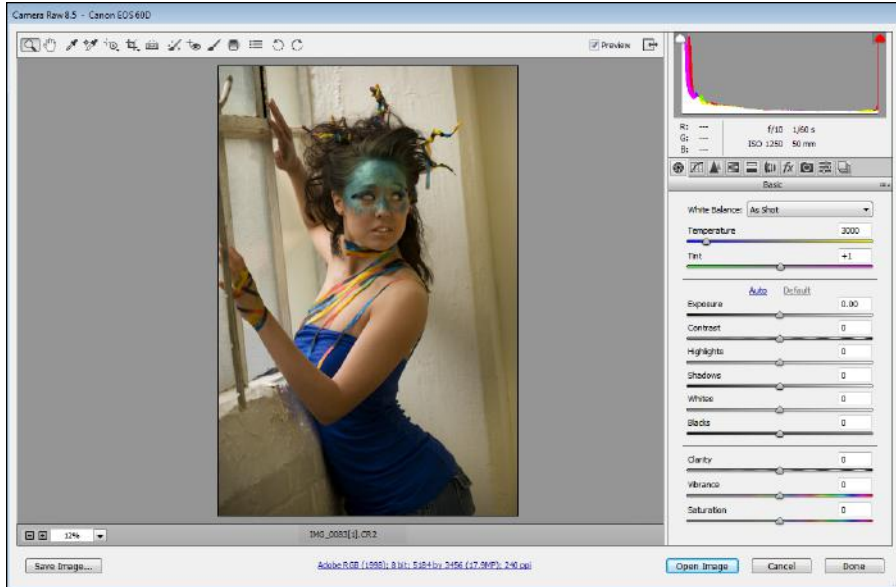 Camera Raw 8.5 - Canon EOS 60D
Preview
R: ---
G: ---
B: ---
f/10 1/60 s
ISO 1250 50 mm
Basic
White Balance: As Shot
Temperature 3000
Tint +1
Auto Default
Exposure 0.00
Contrast 0
Highlights 0
Shadows 0
Whites 0
Blacks 0
Clarity 0
Vibrance 0
Saturation 0
12% IMG_0083[1].CR2
Save Image... Adobe RGB (1998); 8 bit; 5184 by 3456 (17.9MP); 240 ppi Open Image Cancel Done